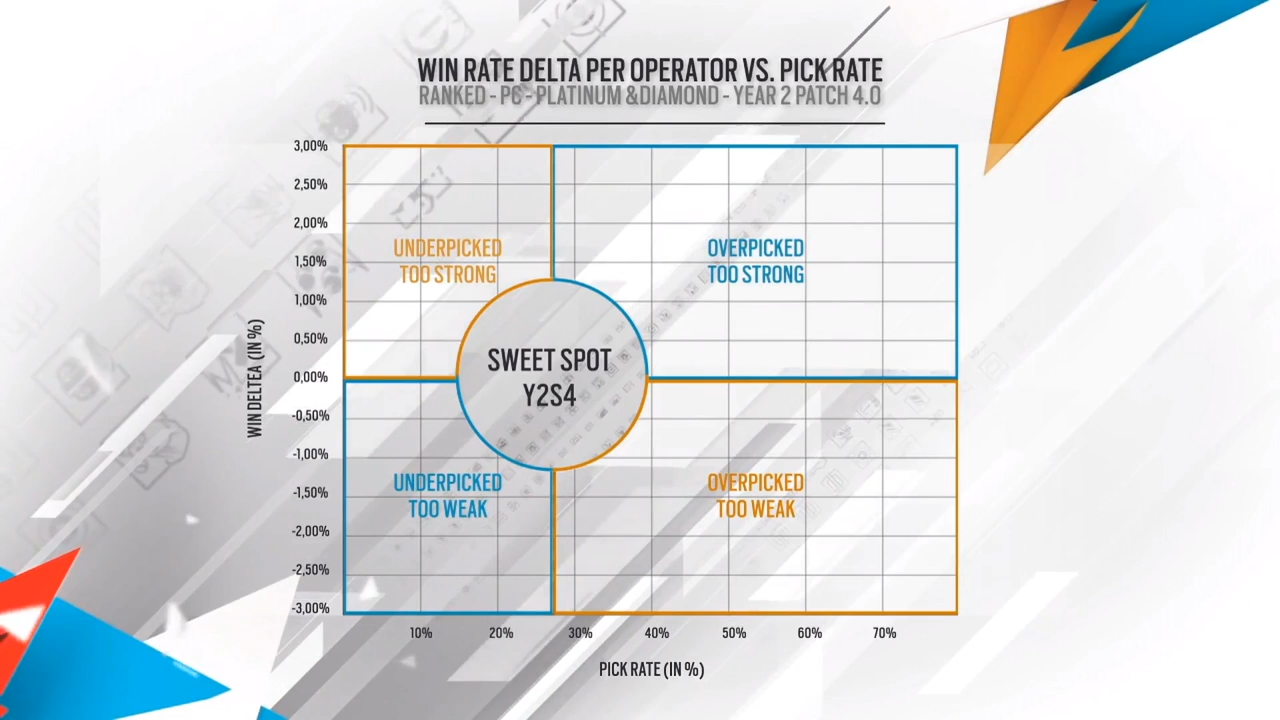 WIN RATE DELTA PER OPERATOR VS. PICK RATE
RANKED - PC - PLATINUM &DIAMOND - YEAR 2 PATCH 4.0
3,00%
2,50%
2,00%
1,50%
1,00%
0,50%
0,00%
-0,50%
-1,00%
-1,50%
-2,00%
-2,50%
-3,00%
WIN DELTEA (IN %)
UNDERPICKED
TOO STRONG
OVERPICKED
TOO STRONG
SWEET SPOT
Y2S4
UNDERPICKED
TOO WEAK
OVERPICKED
TOO WEAK
10%
20%
30%
40%
50%
60%
70%
PICK RATE (IN %)